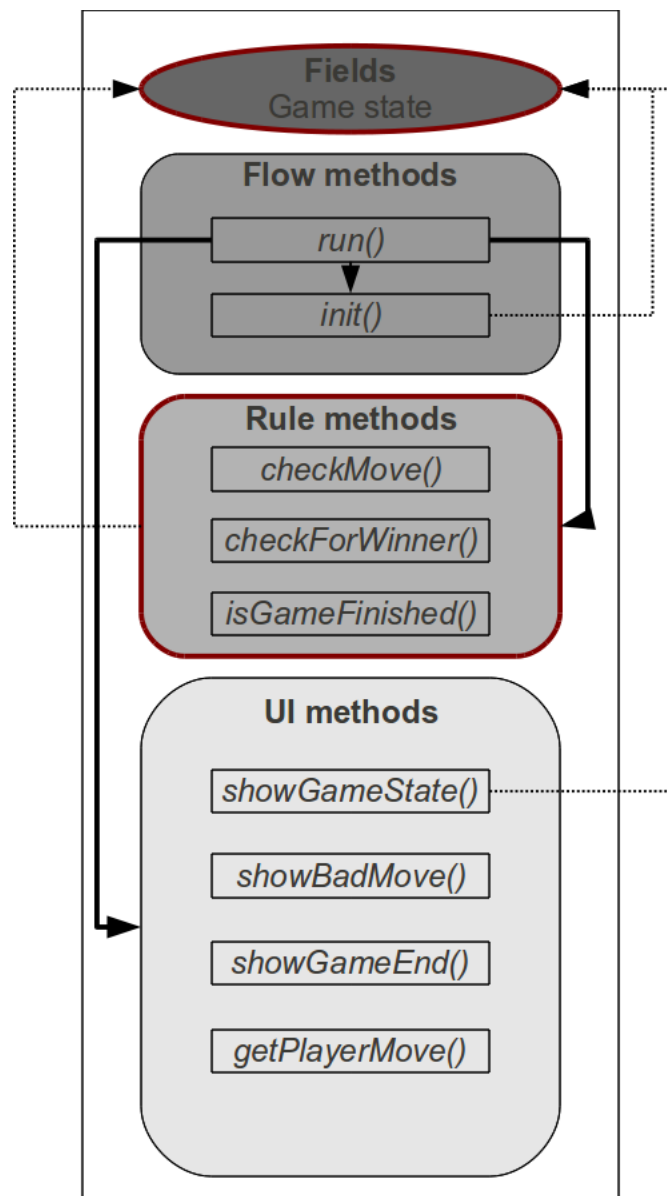 Fields
Game state
Flow methods
run()
init()
Rule methods
checkMove()
checkForWinner()
isGameFinished()
UI methods
showGameState()
showBadMove()
showGameEnd()
getPlayerMove()